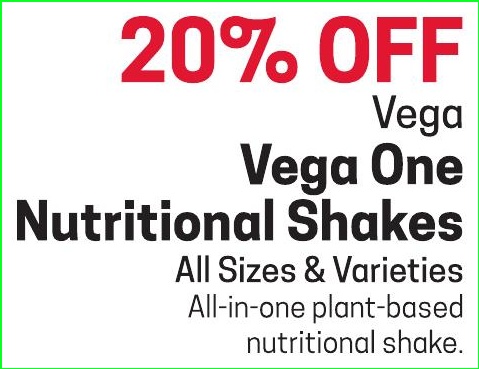 20% OFF
Vega
Vega One
Nutritional Shakes
All Sizes & Varieties
All-in-one plant-based
nutritional shake.